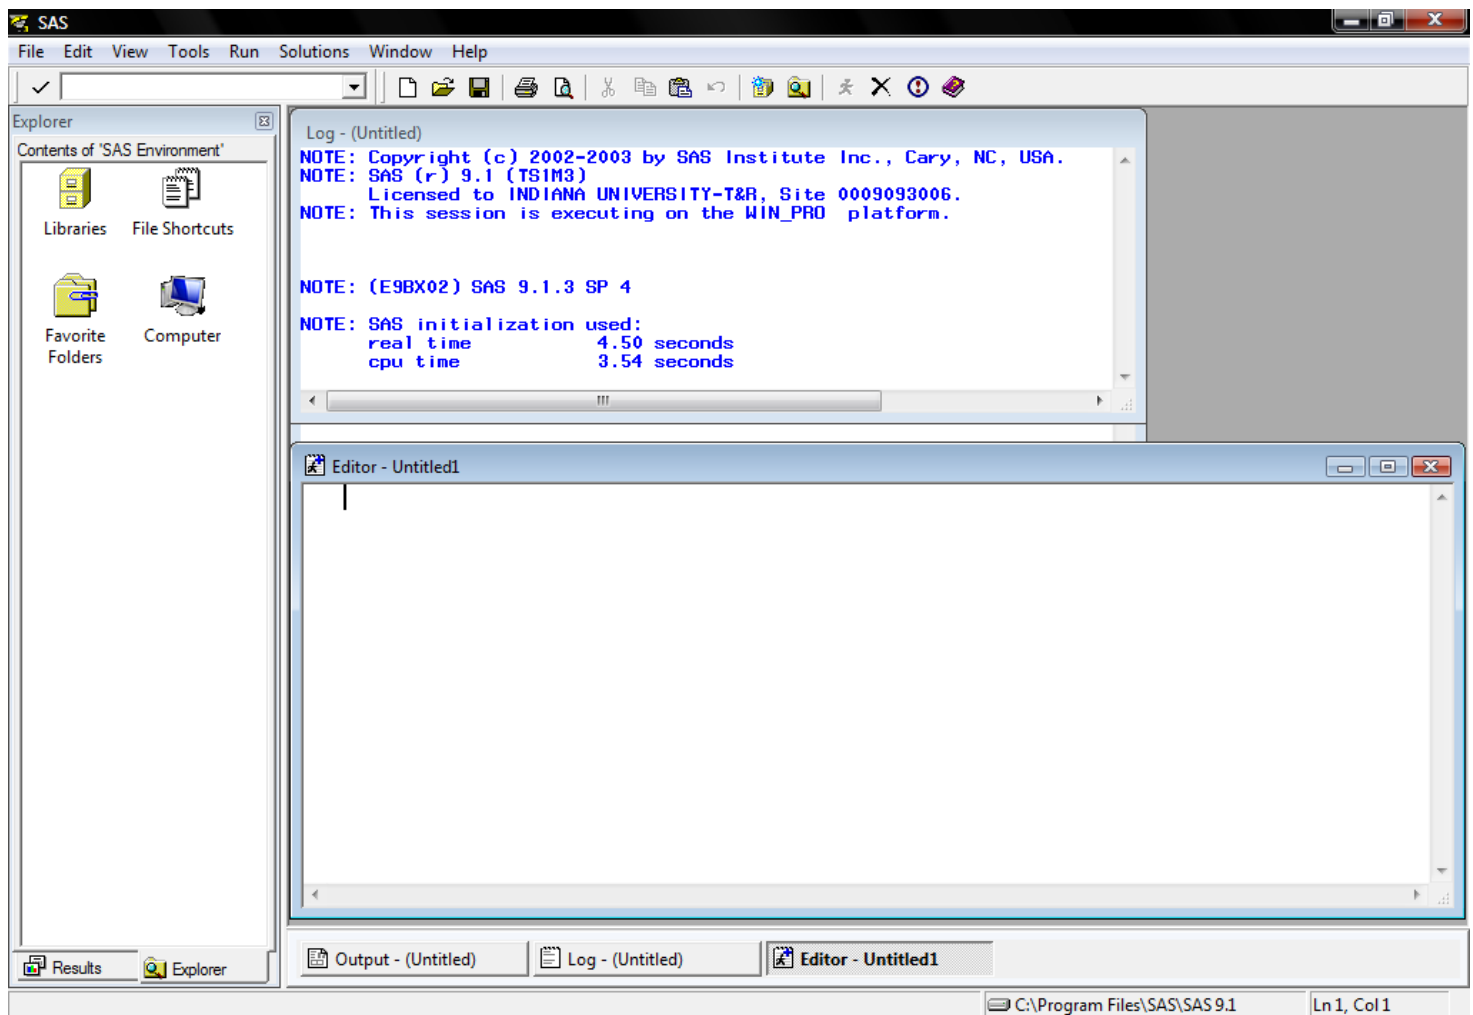 SAS
File Edit View Tools Run Solutions Window Help
Explorer
Contents of 'SAS Environment'
Libraries File Shortcuts
Favorite Folders Computer
Log - (Untitled)
NOTE: Copyright (c) 2002-2003 by SAS Institute Inc., Cary, NC, USA.
NOTE: SAS (r) 9.1 (TS1M3)
Licensed to INDIANA UNIVERSITY-T&R, Site 0009093006.
NOTE: This session is executing on the WIN_PRO platform.
NOTE: (E9BX02) SAS 9.1.3 SP 4
NOTE: SAS initialization used:
real time 4.50 seconds
cpu time 3.54 seconds
Editor - Untitled1
Results Explorer
Output - (Untitled) Log - (Untitled) Editor - Untitled1
C:\Program Files\SAS\SAS 9.1 Ln 1, Col 1